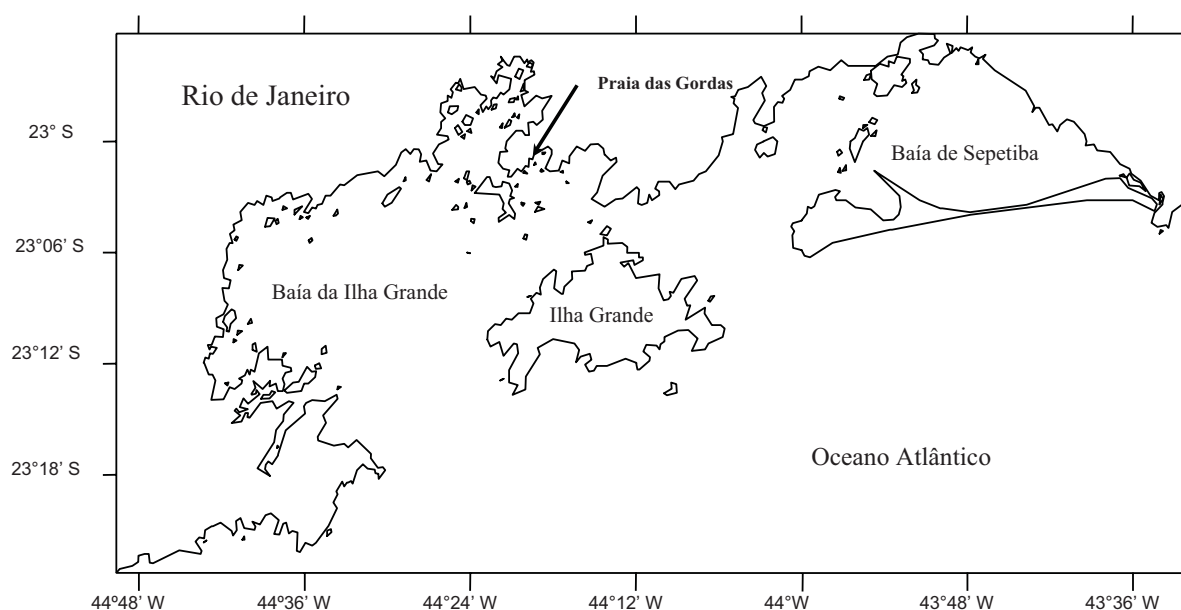 Rio de Janeiro
Praia das Gordas
23° S
Baía de Sepetiba
23°06' S
Baía da Ilha Grande
Ilha Grande
23°12' S
23°18' S
Oceano Atlântico
44°48' W
44°36' W
44°24' W
44°12' W
44°W
43°48' W
43°36' W